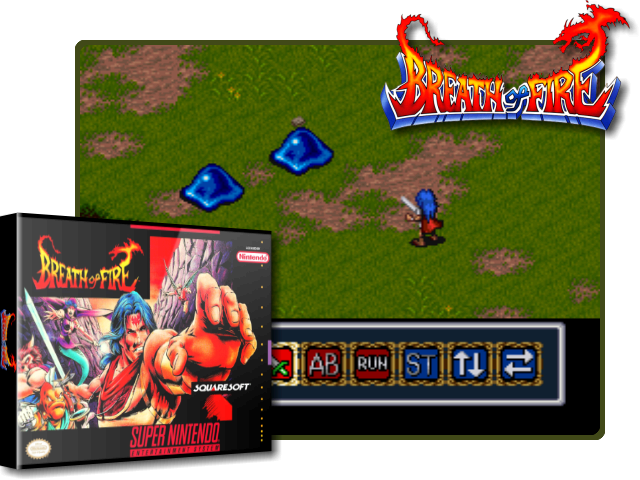 BREATH OF FIRE
Nintendo
BREATH OF FIRE
AB RUN ST
SQUARESOFT
SUPER NINTENDO
ENTERTAINMENT SYSTEM